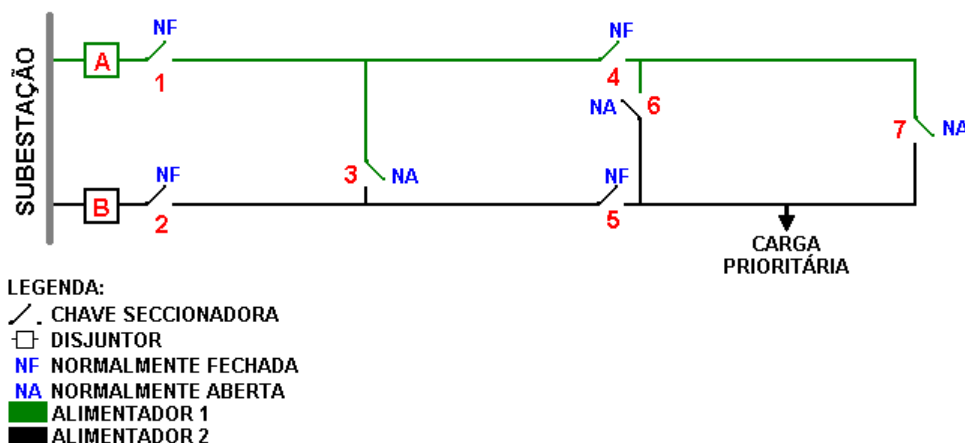 SUBESTAÇÃO
NF
NF
A
1
4
NA
6
7
NA
3
NA
NF
NF
B
2
5
CARGA
PRIORITÁRIA
LEGENDA:
CHAVE SECCIONADORA
DISJUNTOR
NF NORMALMENTE FECHADA
NA NORMALMENTE ABERTA
ALIMENTADOR 1
ALIMENTADOR 2